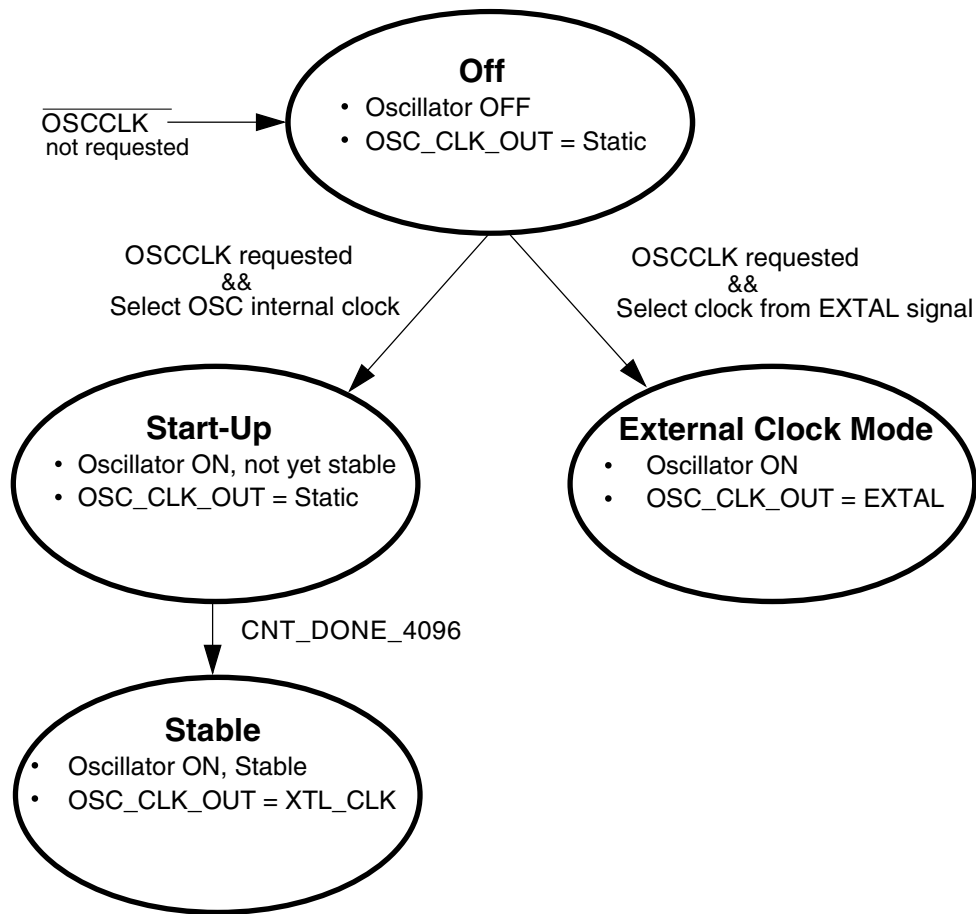 Off
• Oscillator OFF
• OSC_CLK_OUT = Static
OSCCLK
not requested
OSCCLK requested
&&
Select OSC internal clock
OSCCLK requested
&&
Select clock from EXTAL signal
Start-Up
• Oscillator ON, not yet stable
• OSC_CLK_OUT = Static
External Clock Mode
• Oscillator ON
• OSC_CLK_OUT = EXTAL
CNT_DONE_4096
Stable
• Oscillator ON, Stable
• OSC_CLK_OUT = XTL_CLK